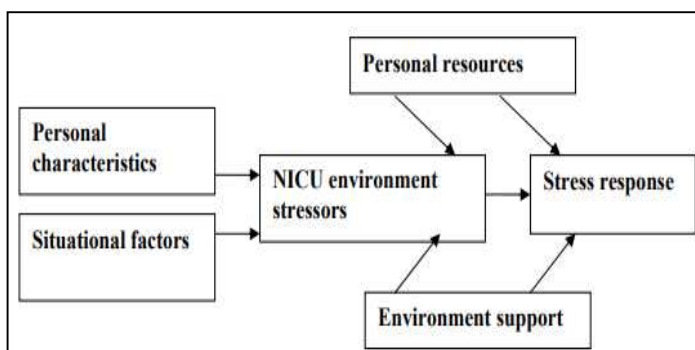 Personal resources
Personal
characteristics
NICU environment
stressors
Stress response
Situational factors
Environment support